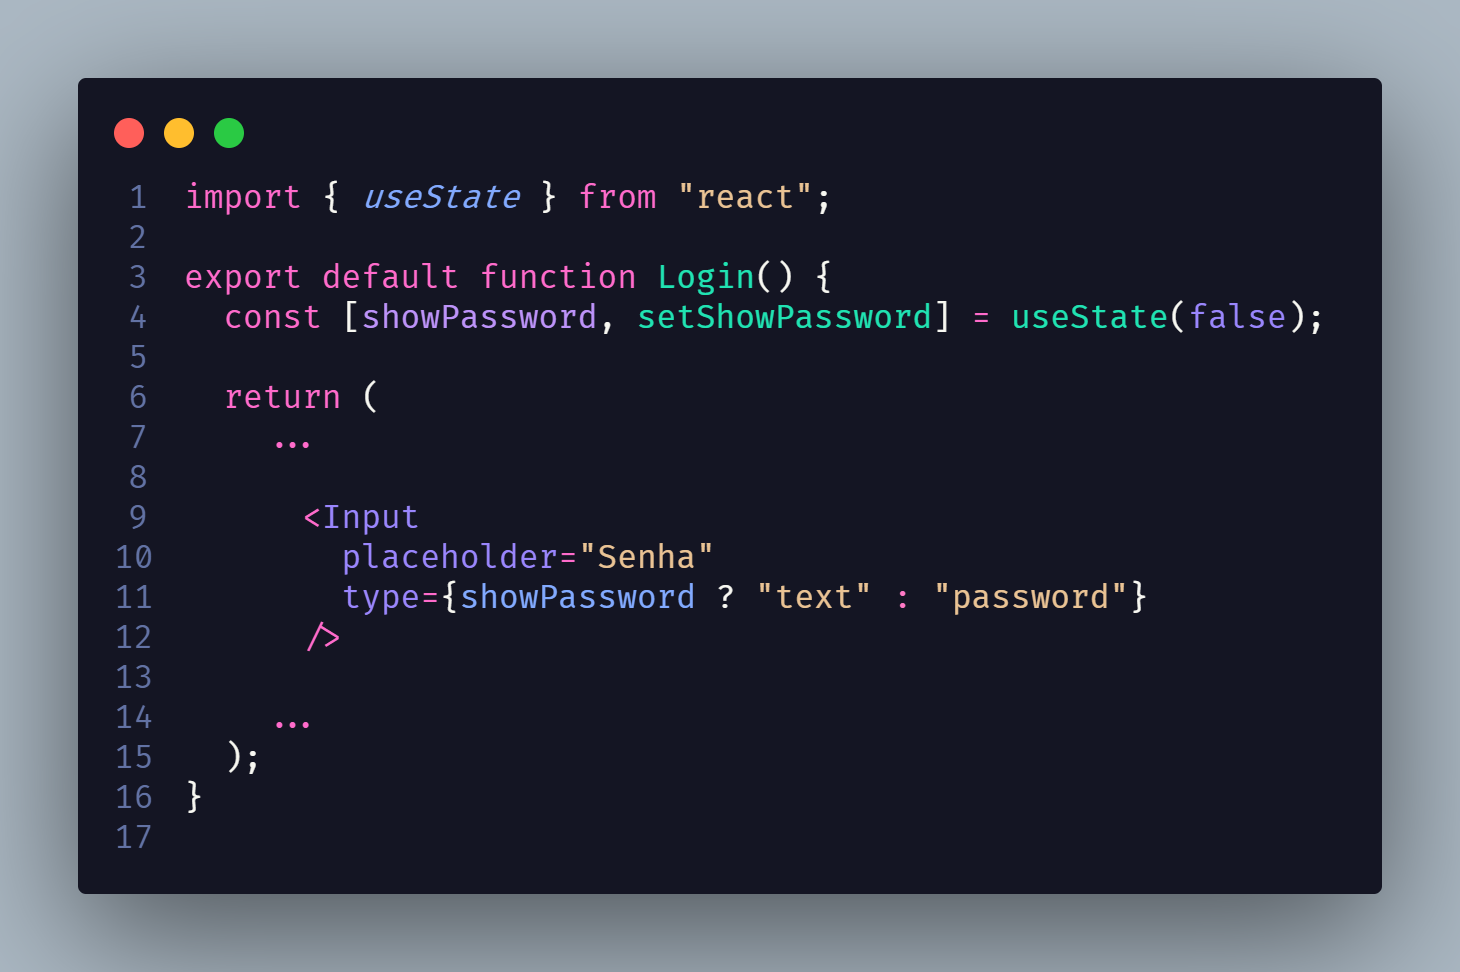 1 import { useState } from "react";
2
3 export default function Login() {
4   const [showPassword, setShowPassword] = useState(false);
5
6   return (
7     ...
8
9       <Input
10         placeholder="Senha"
11         type={showPassword ? "text" : "password"}
12       />
13
14     ...
15   );
16 }
17